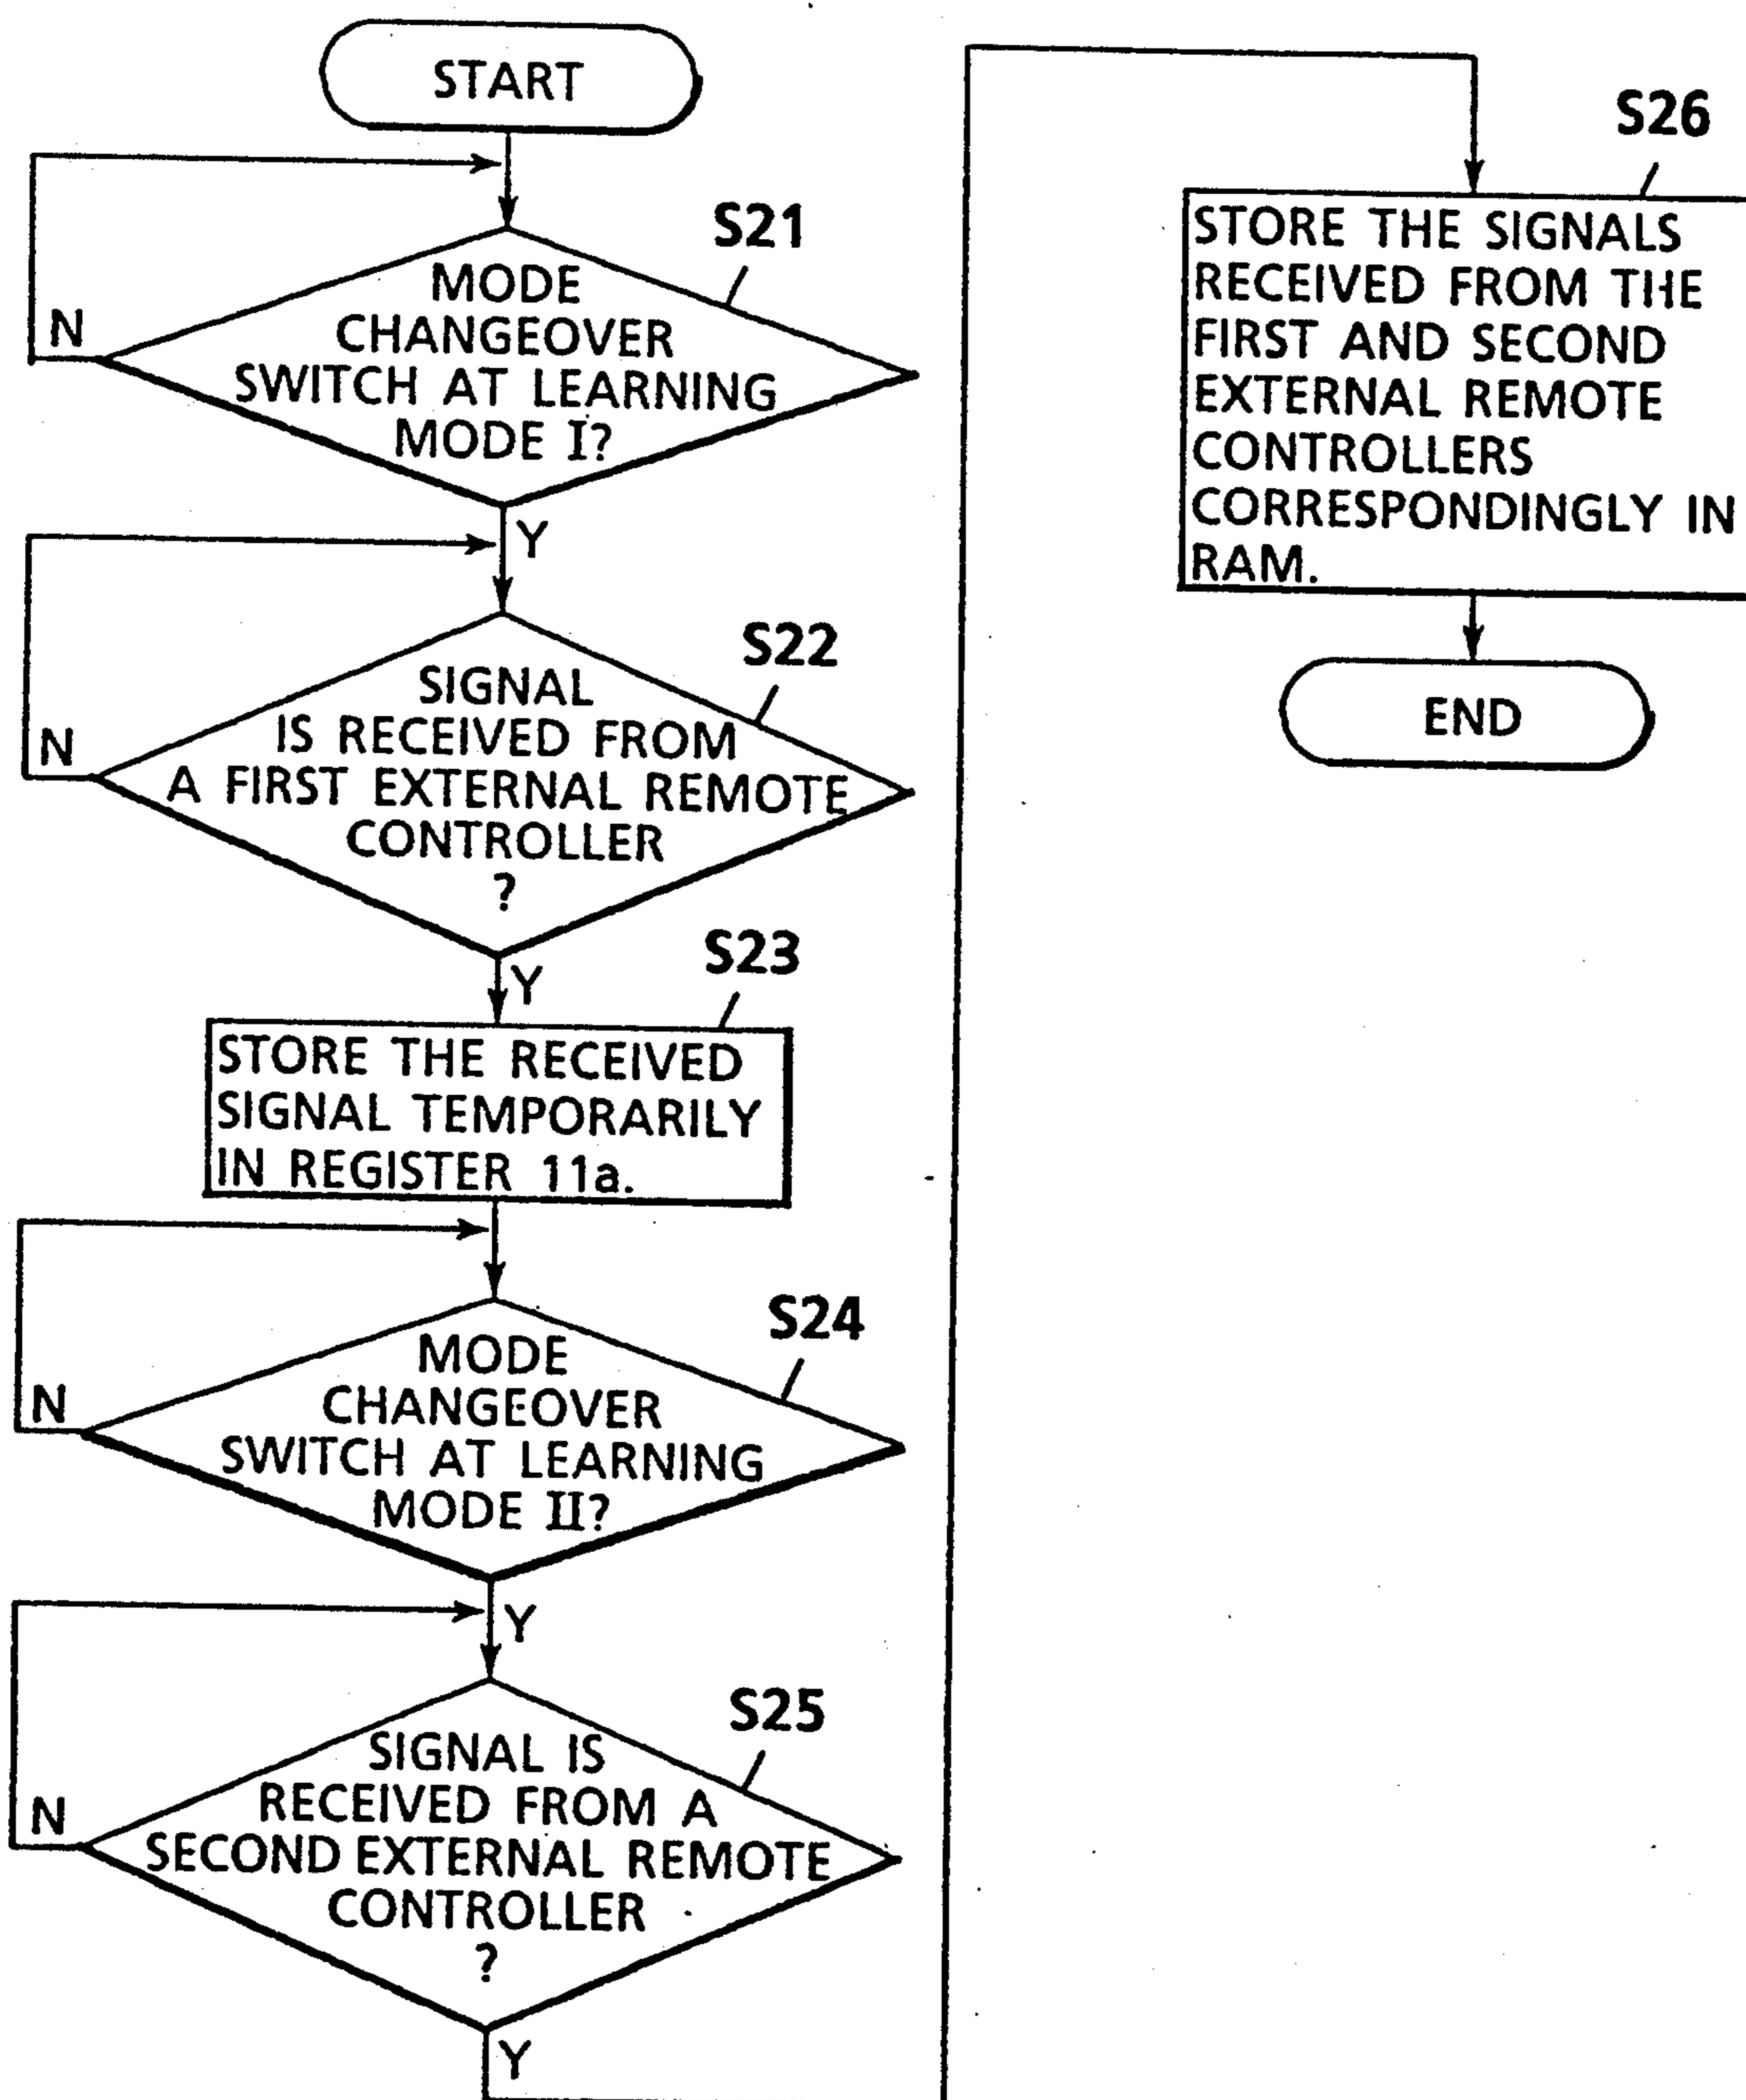 START
S21
MODE
CHANGEOVER
SWITCH AT LEARNING
MODE I?
N
Y
S22
SIGNAL
IS RECEIVED FROM
A FIRST EXTERNAL REMOTE
CONTROLLER
?
N
Y
S23
STORE THE RECEIVED
SIGNAL TEMPORARILY
IN REGISTER 11a.
S24
MODE
CHANGEOVER
SWITCH AT LEARNING
MODE II?
N
Y
S25
SIGNAL IS
RECEIVED FROM A
SECOND EXTERNAL REMOTE
CONTROLLER
?
N
Y
S26
STORE THE SIGNALS
RECEIVED FROM THE
FIRST AND SECOND
EXTERNAL REMOTE
CONTROLLERS
CORRESPONDINGLY IN
RAM.
END